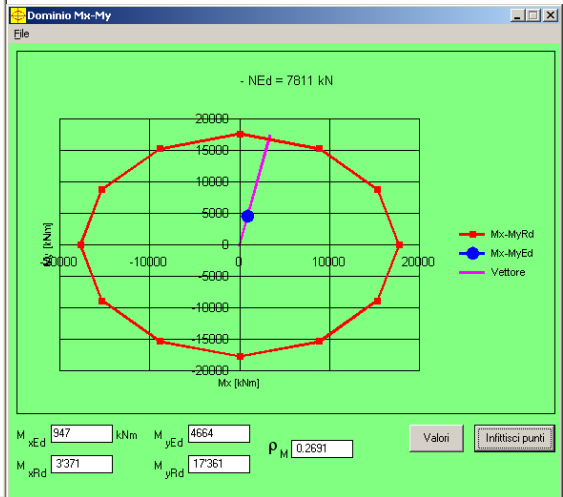 Dominio Mx-My
File
- NEd = 7811 kN
20000
15000
10000
5000
0
-5000
-10000
-15000
-20000
My [kNm]
-20000 -10000 0 10000 20000
Mx [kNm]
Mx-MyRd
Mx-MyEd
Vettore
M xEd 947 kNm M yEd 4664
ρ M 0.2691
Valori Infittisci punti
M xRd 3'371 M yRd 17'361